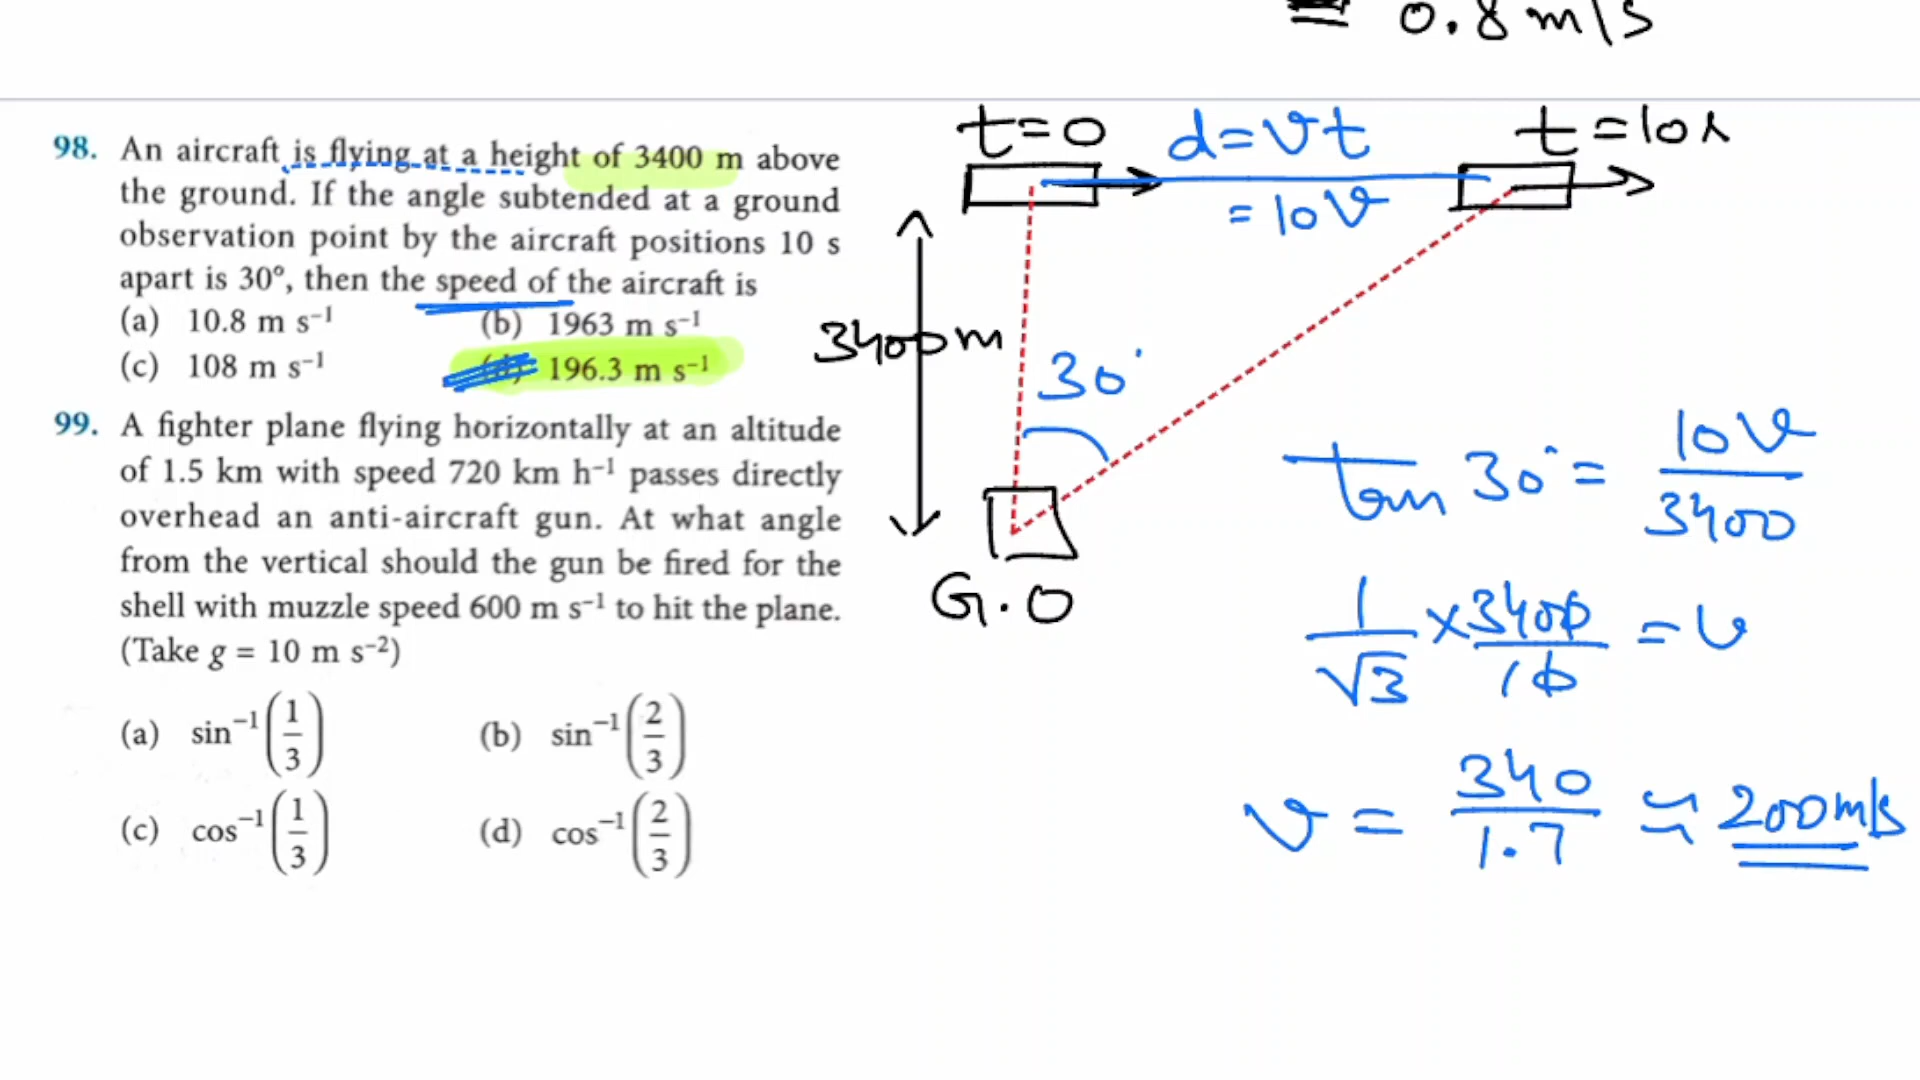 = 0.8 m/s
98. An aircraft is flying at a height of 3400 m above
the ground. If the angle subtended at a ground
observation point by the aircraft positions 10 s
apart is 30°, then the speed of the aircraft is
(a) 10.8 m s⁻¹ (b) 1963 m s⁻¹
(c) 108 m s⁻¹ (d) 196.3 m s⁻¹
99. A fighter plane flying horizontally at an altitude
of 1.5 km with speed 720 km h⁻¹ passes directly
overhead an anti-aircraft gun. At what angle
from the vertical should the gun be fired for the
shell with muzzle speed 600 m s⁻¹ to hit the plane.
(Take g = 10 m s⁻²)
(a) sin⁻¹(1/3) (b) sin⁻¹(2/3)
(c) cos⁻¹(1/3) (d) cos⁻¹(2/3)
t=0 d=vt t=10s
=10v
3400m
30°
G.O
tan 30° = 10v/3400
1/√3 × 3400/10 = v
v = 340/1.7 ≈ 200m/s